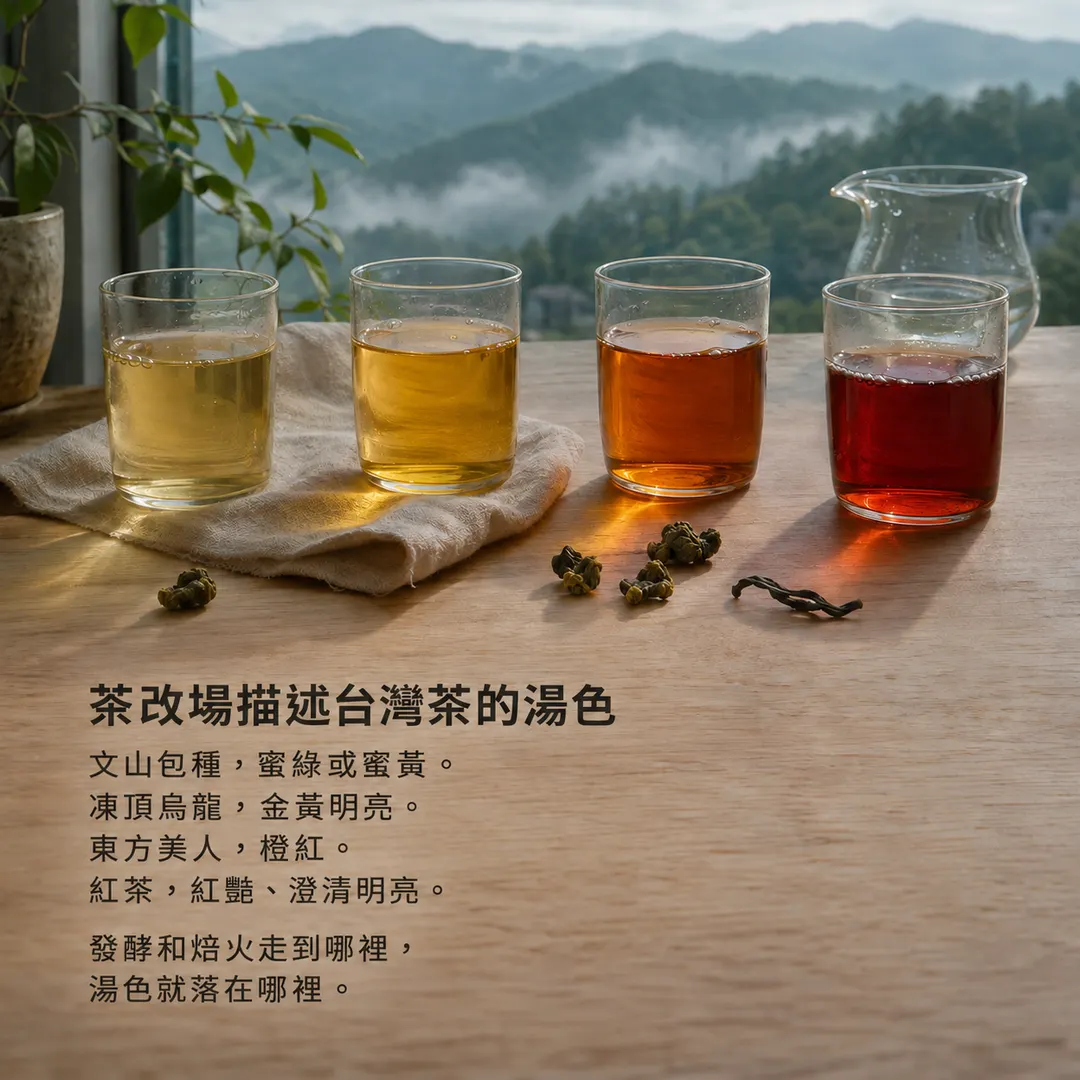 茶改場描述台灣茶的湯色
文山包種，蜜綠或蜜黃。
凍頂烏龍，金黃明亮。
東方美人，橙紅。
紅茶，紅豔、澄清明亮。
發酵和焙火走到哪裡，
湯色就落在哪裡。